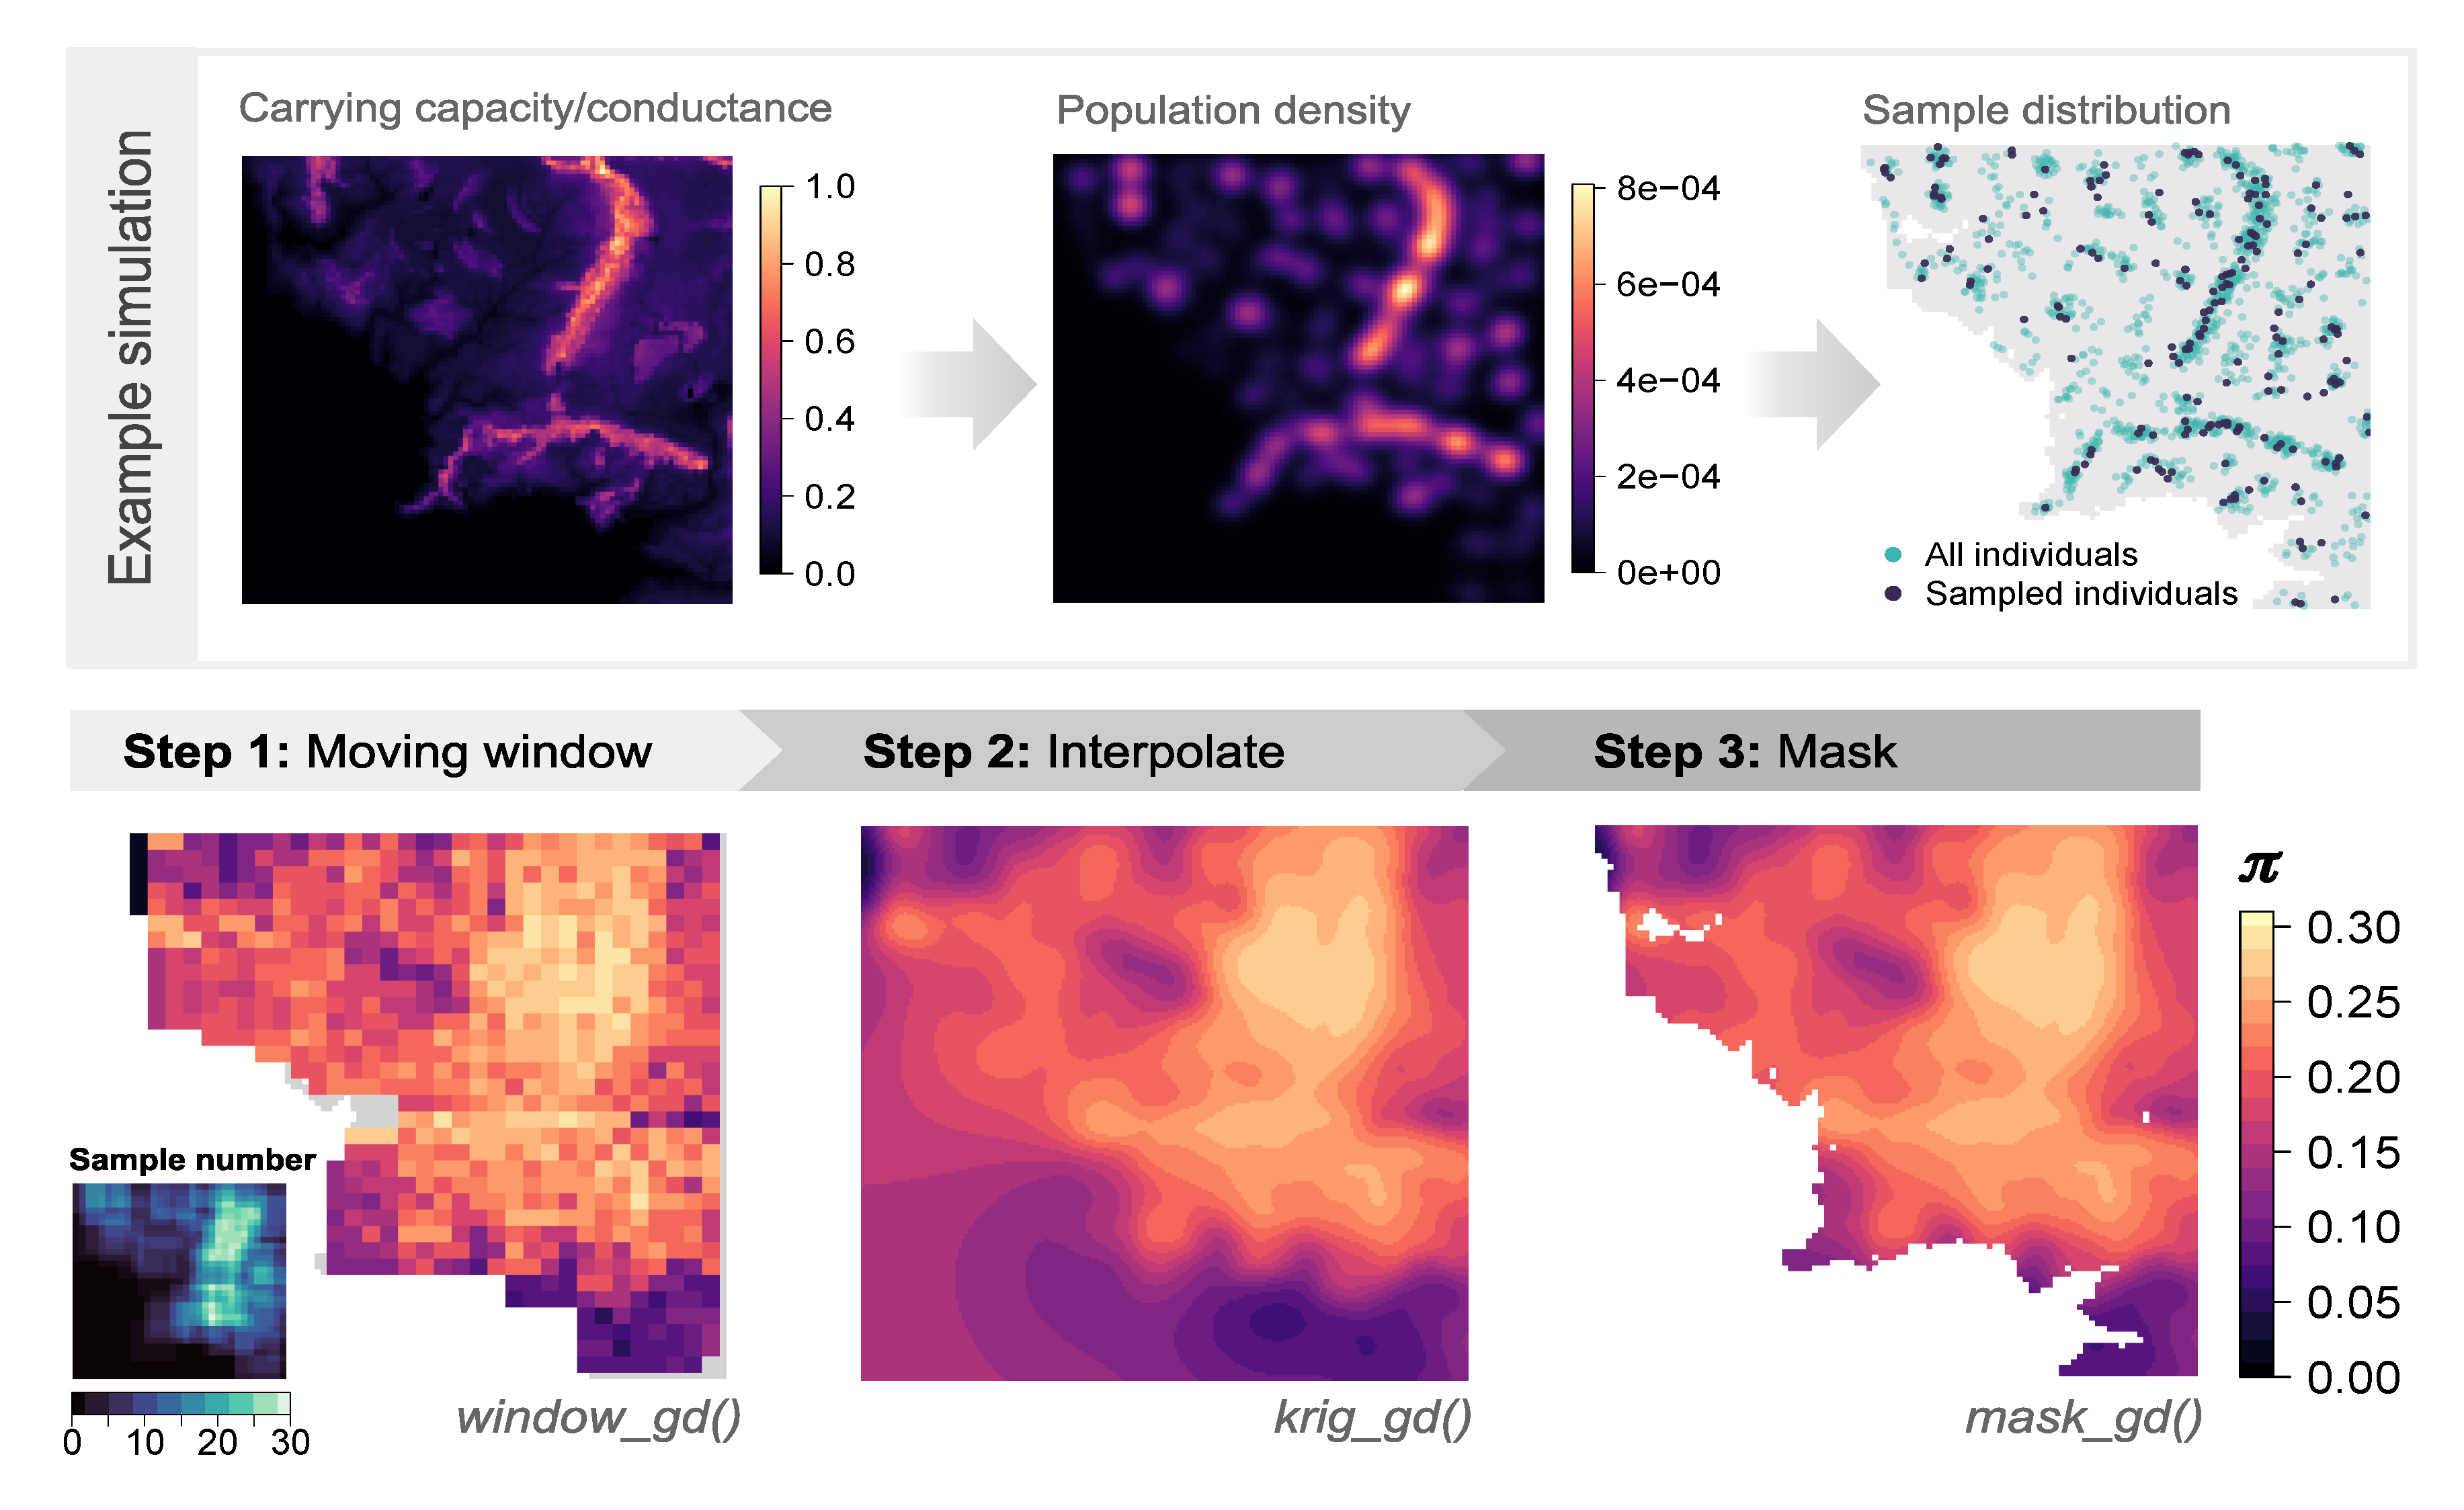 Example simulation
Carrying capacity/conductance
1.0
0.8
0.6
0.4
0.2
0.0
Population density
8e−04
6e−04
4e−04
2e−04
0e+00
Sample distribution
All individuals
Sampled individuals
Step 1: Moving window
Step 2: Interpolate
Step 3: Mask
Sample number
0 10 20 30
window_gd()
krig_gd()
mask_gd()
π
0.30
0.25
0.20
0.15
0.10
0.05
0.00